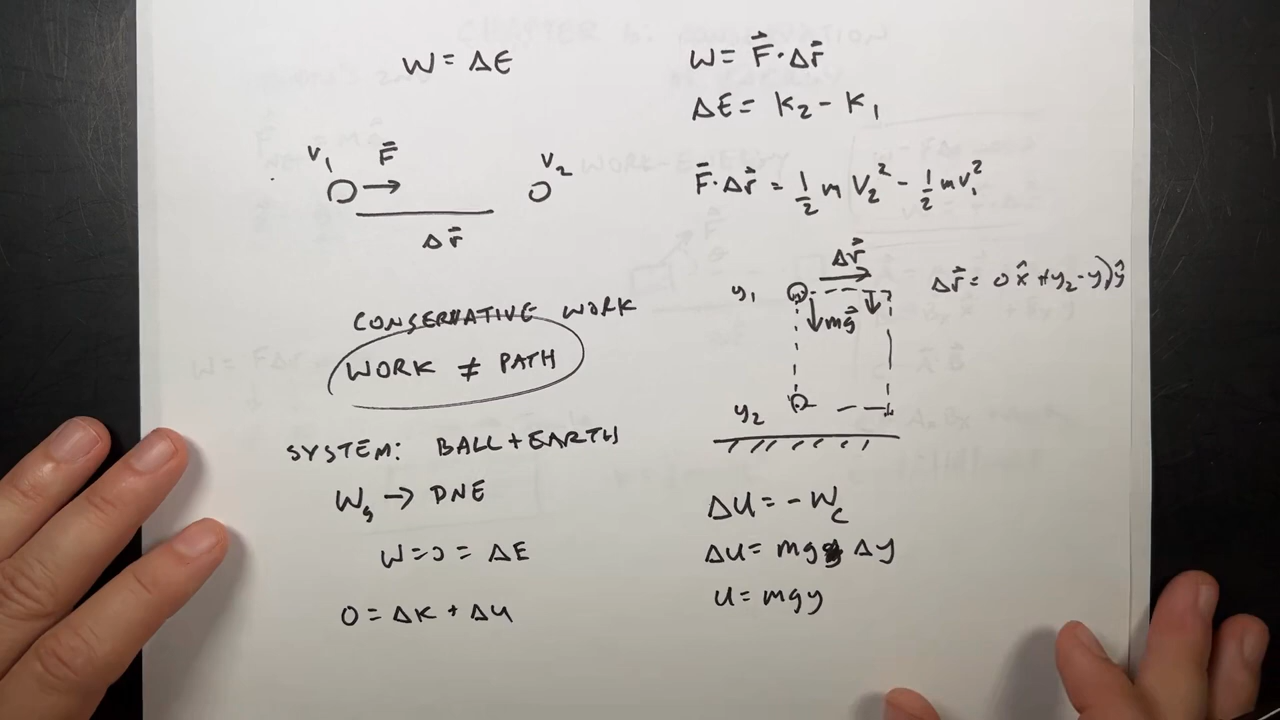 W = ΔE
V₁
F⃗
V₂
Δr⃗
CONSERVATIVE WORK
WORK ≠ PATH
SYSTEM: BALL + EARTH
Wg → DNE
W = 0 = ΔE
0 = ΔK + ΔU
W = F⃗ · Δr⃗
ΔE = K₂ - K₁
F⃗ · Δr⃗ = 1/2 m V₂² - 1/2 m V₁²
Δr⃗
y₁
mg⃗
Δr⃗ = 0 x̂ + (y₂ - y₁) ŷ
y₂
ΔU = - Wc
ΔU = mg Δy
U = mgy